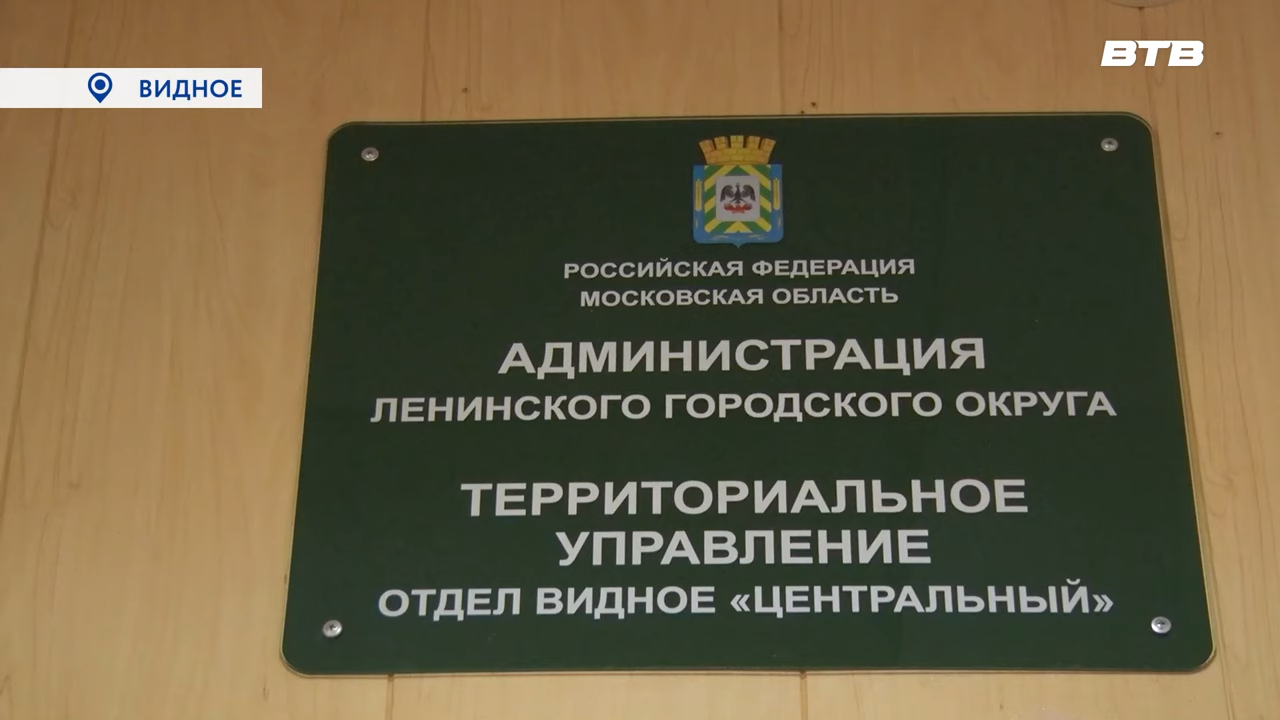 ВТВ
ВИДНОЕ
РОССИЙСКАЯ ФЕДЕРАЦИЯ
МОСКОВСКАЯ ОБЛАСТЬ
АДМИНИСТРАЦИЯ
ЛЕНИНСКОГО ГОРОДСКОГО ОКРУГА
ТЕРРИТОРИАЛЬНОЕ
УПРАВЛЕНИЕ
ОТДЕЛ ВИДНОЕ «ЦЕНТРАЛЬНЫЙ»